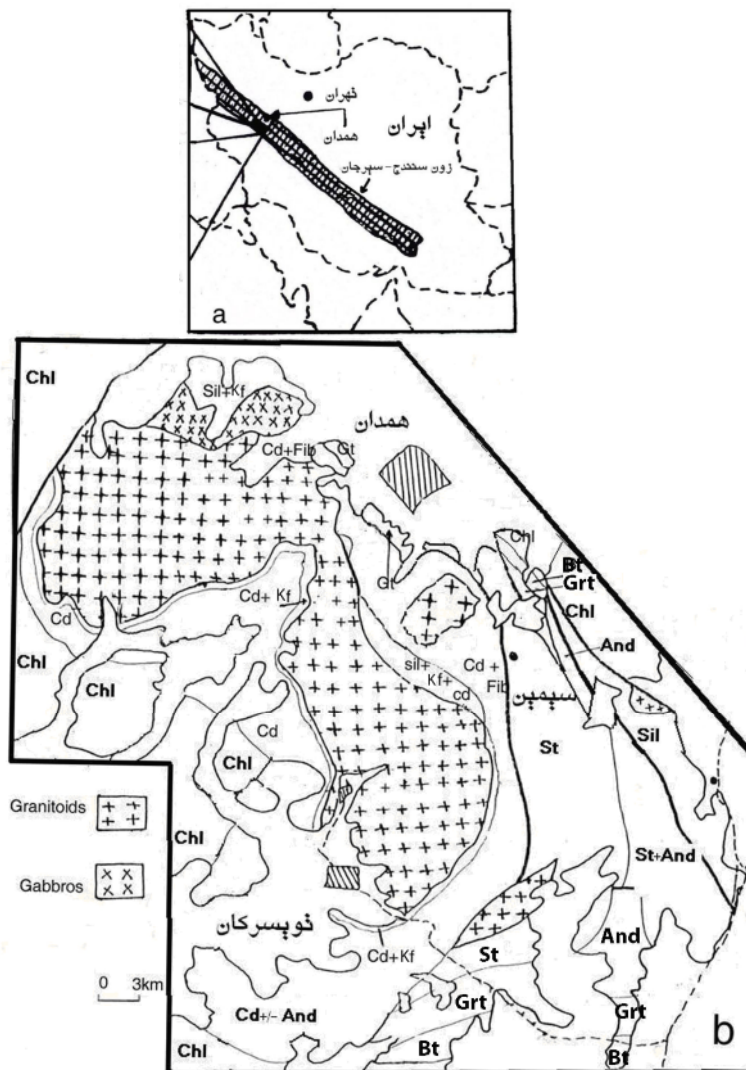 تهران
ایران
همدان
زون سنندج - سیرجان
a
Chl
Sil+Kf
همدان
Cd+Fib
Gt
Chl
Bt
Grt
Gt
Chl
Cd+ Kf
Cd
And
Chl
Chl
sil+
Kf+
cd
Cd +
Fib
سیمین
Cd
Chl
St
Sil
Granitoids
Chl
St+And
Gabbros
تویسرکان
Cd+Kf
St
And
0 3km
Cd+/- And
Grt
Grt
b
Chl
Bt
Bt